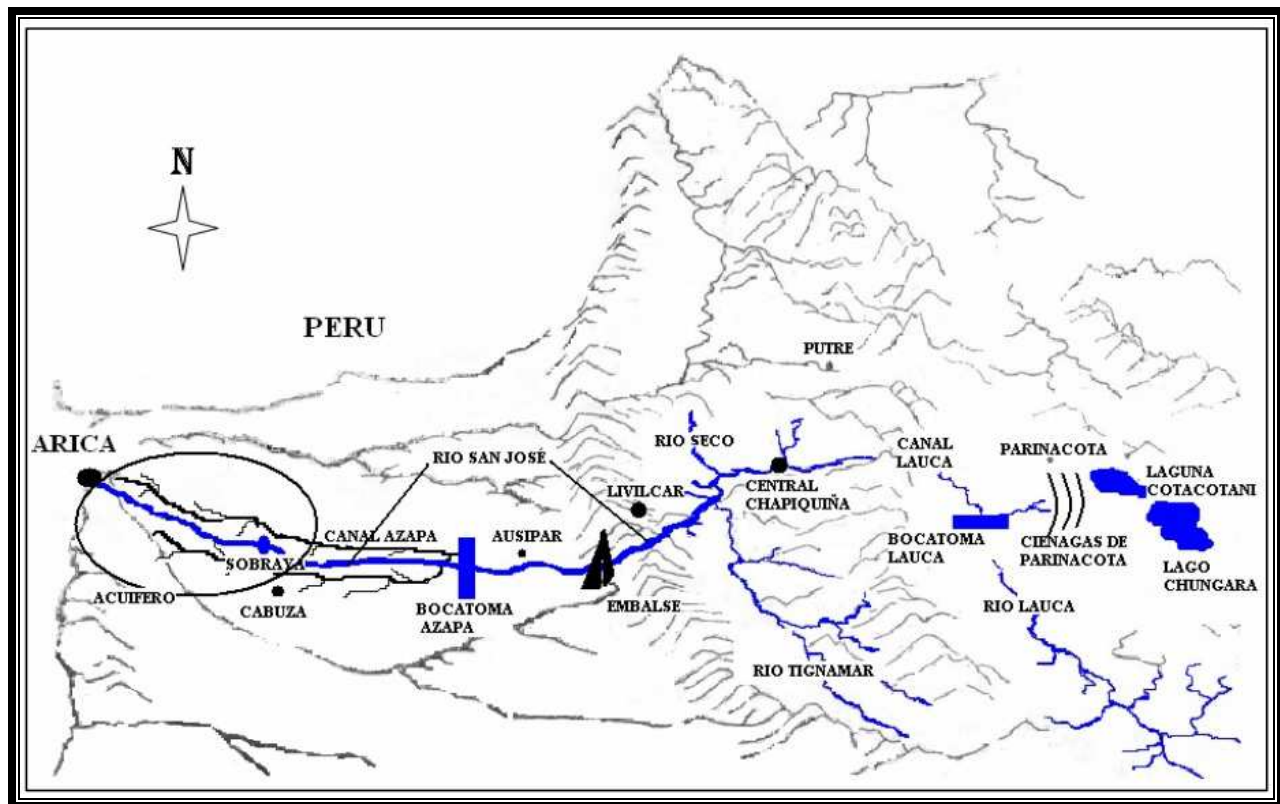 N
PERU
PUTRE
ARICA
RIO SECO
RIO SAN JOSÉ
CANAL
LAUCA
PARINACOTA
LAGUNA
COTACOTANI
LIVILCAR
CENTRAL
CHAPIQUIÑA
BOCATOMA
LAUCA
CIENAGAS DE
PARINACOTA
LAGO
CHUNGARA
CANAL AZAPA
AUSIPAR
SOBRAYA
ACUIFERO
CABUZA
BOCATOMA
AZAPA
EMBALSE
RIO LAUCA
RIO TIGNAMAR